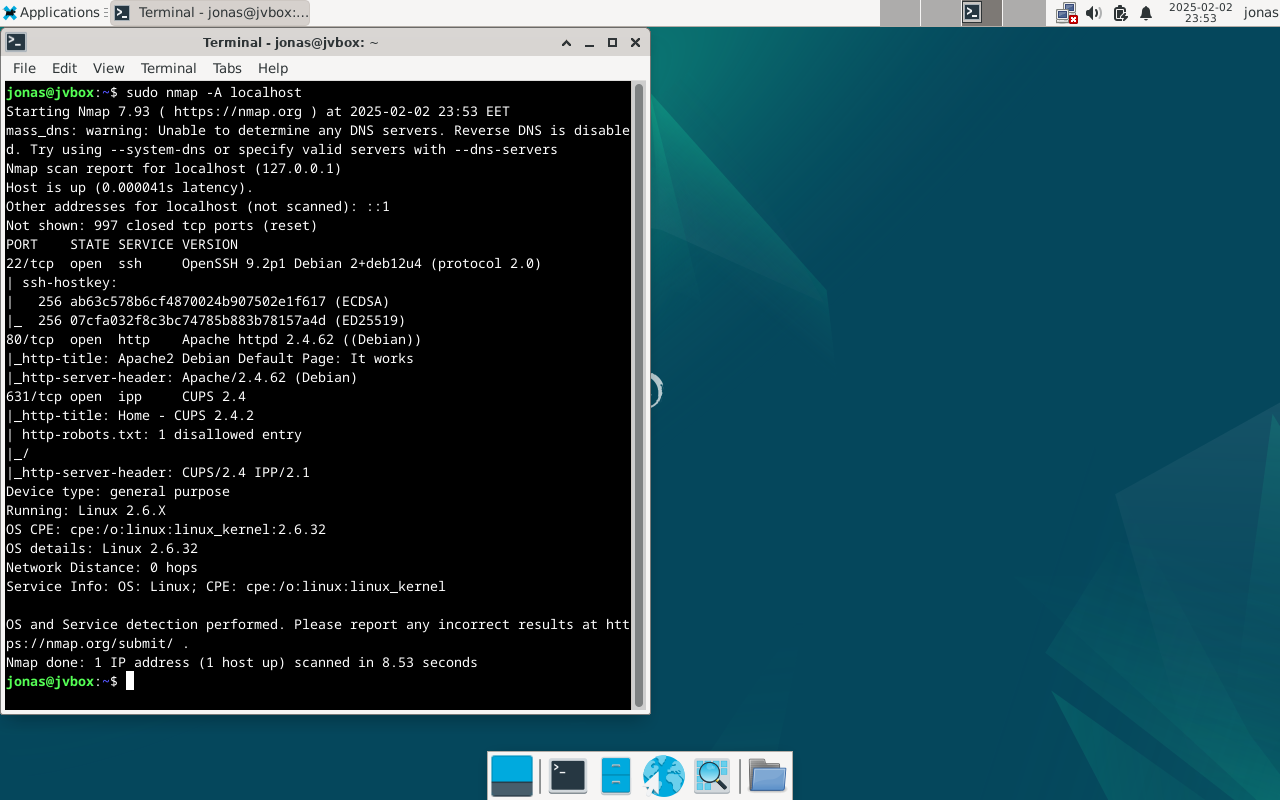 Applications
Terminal - jonas@jvbox:...
2025-02-02
23:53
jonas
Terminal - jonas@jvbox: ~
File Edit View Terminal Tabs Help
jonas@jvbox:~$ sudo nmap -A localhost
Starting Nmap 7.93 ( https://nmap.org ) at 2025-02-02 23:53 EET
mass_dns: warning: Unable to determine any DNS servers. Reverse DNS is disable
d. Try using --system-dns or specify valid servers with --dns-servers
Nmap scan report for localhost (127.0.0.1)
Host is up (0.000041s latency).
Other addresses for localhost (not scanned): ::1
Not shown: 997 closed tcp ports (reset)
PORT    STATE SERVICE VERSION
22/tcp  open  ssh     OpenSSH 9.2p1 Debian 2+deb12u4 (protocol 2.0)
| ssh-hostkey:
|   256 ab63c578b6cf4870024b907502e1f617 (ECDSA)
|_  256 07cfa032f8c3bc74785b883b78157a4d (ED25519)
80/tcp  open  http    Apache httpd 2.4.62 ((Debian))
|_http-title: Apache2 Debian Default Page: It works
|_http-server-header: Apache/2.4.62 (Debian)
631/tcp open  ipp     CUPS 2.4
|_http-title: Home - CUPS 2.4.2
| http-robots.txt: 1 disallowed entry
|_/
|_http-server-header: CUPS/2.4 IPP/2.1
Device type: general purpose
Running: Linux 2.6.X
OS CPE: cpe:/o:linux:linux_kernel:2.6.32
OS details: Linux 2.6.32
Network Distance: 0 hops
Service Info: OS: Linux; CPE: cpe:/o:linux:linux_kernel
OS and Service detection performed. Please report any incorrect results at htt
ps://nmap.org/submit/ .
Nmap done: 1 IP address (1 host up) scanned in 8.53 seconds
jonas@jvbox:~$